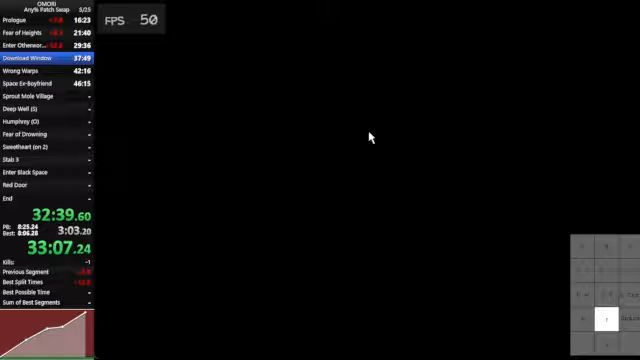 OMORI
Any% Patch Swap 5/25
Prologue 16:23
Fear of Heights 21:40
Enter Otherwor... 29:36
Download Window 37:49
Wrong Warps 42:16
Space Ex-Boyfriend 46:15
Sprout Mole Village -
Deep Well (S) -
Humphrey (O) -
Fear of Drowning -
Sweetheart (on 2) -
Stab 3 -
Enter Black Space -
Red Door -
End -
32:39.60
PB: 8:25.24
Best: 8:06.28 3:03.20
33:07.24
Kills: -1
Previous Segment
Best Split Times
Best Possible Time -
Sum of Best Segments -
FPS 50